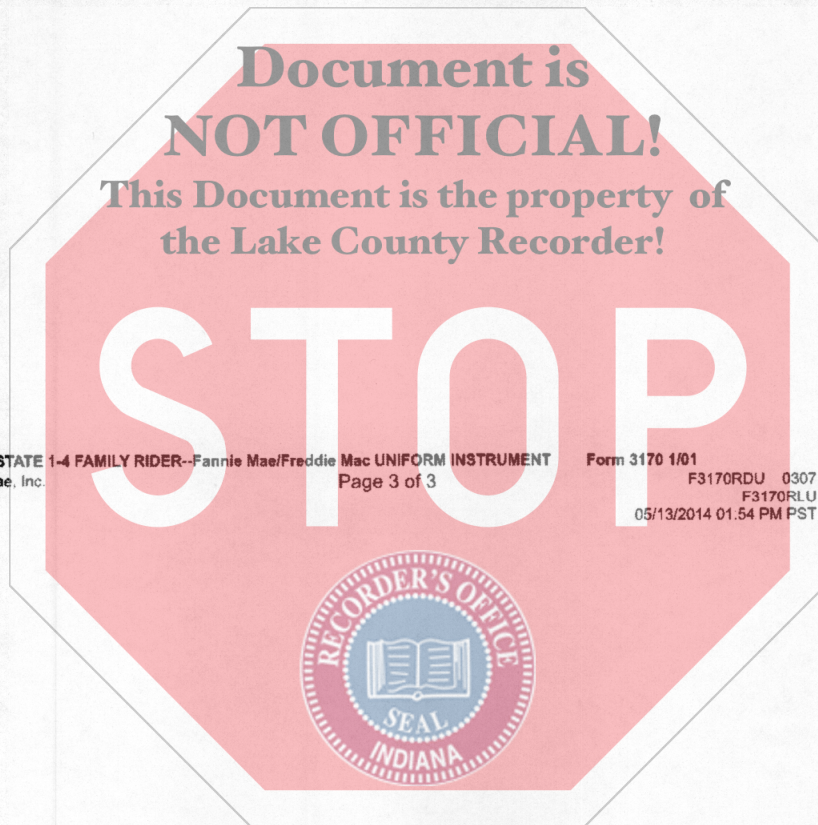 Document is
NOT OFFICIAL!
This Document is the property of
the Lake County Recorder!
STOP
STATE 1-4 FAMILY RIDER--Fannie Mae/Freddie Mac UNIFORM INSTRUMENT Form 3170 1/01
Inc. Page 3 of 3 F3170RDU 0307
F3170RLU
05/13/2014 01:54 PM PST
RECORDER'S OFFICE
SEAL
INDIANA